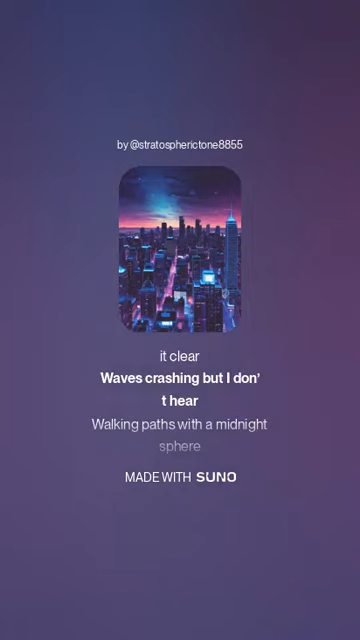 by @stratospherictone8855
it clear
Waves crashing but I don’
t hear
Walking paths with a midnight
sphere
MADE WITH SUNO